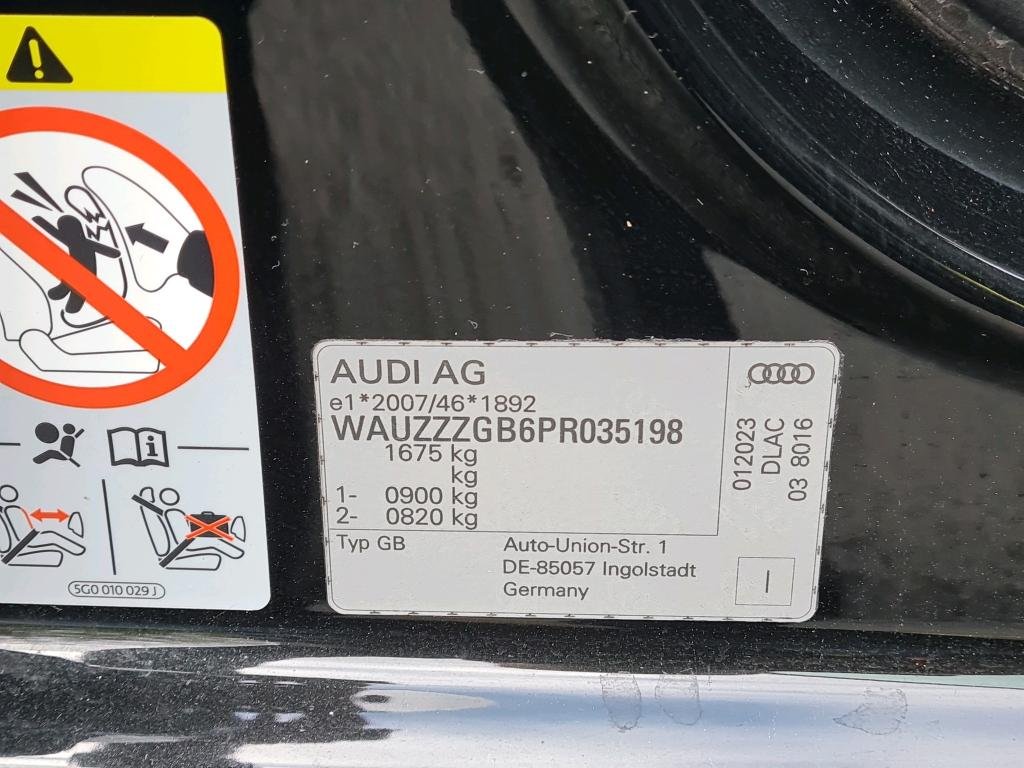 AUDI AG
e1*2007/46*1892
WAUZZZGB6PR035198
1675 kg
kg
1- 0900 kg
2- 0820 kg
Typ GB
Auto-Union-Str. 1
DE-85057 Ingolstadt
Germany
012023
DLAC
03 8016
I
5G0 010 029 J